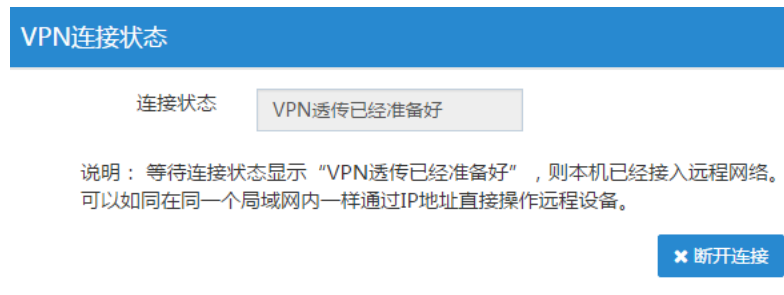 VPN连接状态
连接状态
VPN透传已经准备好
说明： 等待连接状态显示“VPN透传已经准备好” ，则本机已经接入远程网络。
可以如同在同一个局域网内一样通过IP地址直接操作远程设备。
✖ 断开连接